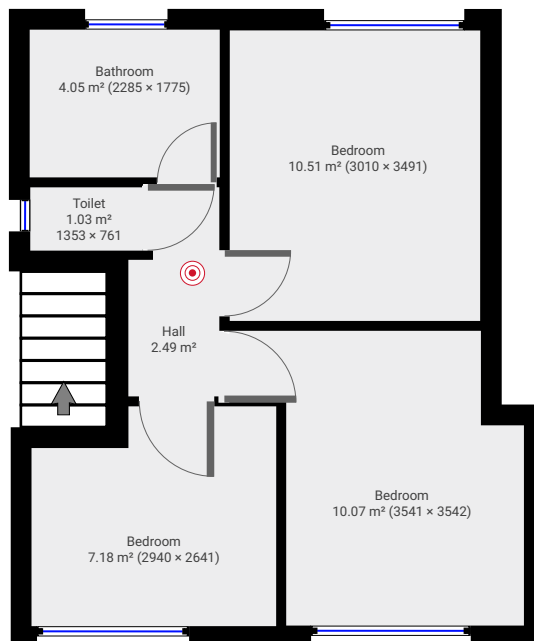 Bathroom
4.05 m² (2285 × 1775)
Bedroom
10.51 m² (3010 × 3491)
Toilet
1.03 m²
1353 × 761
Hall
2.49 m²
Bedroom
10.07 m² (3541 × 3542)
Bedroom
7.18 m² (2940 × 2641)